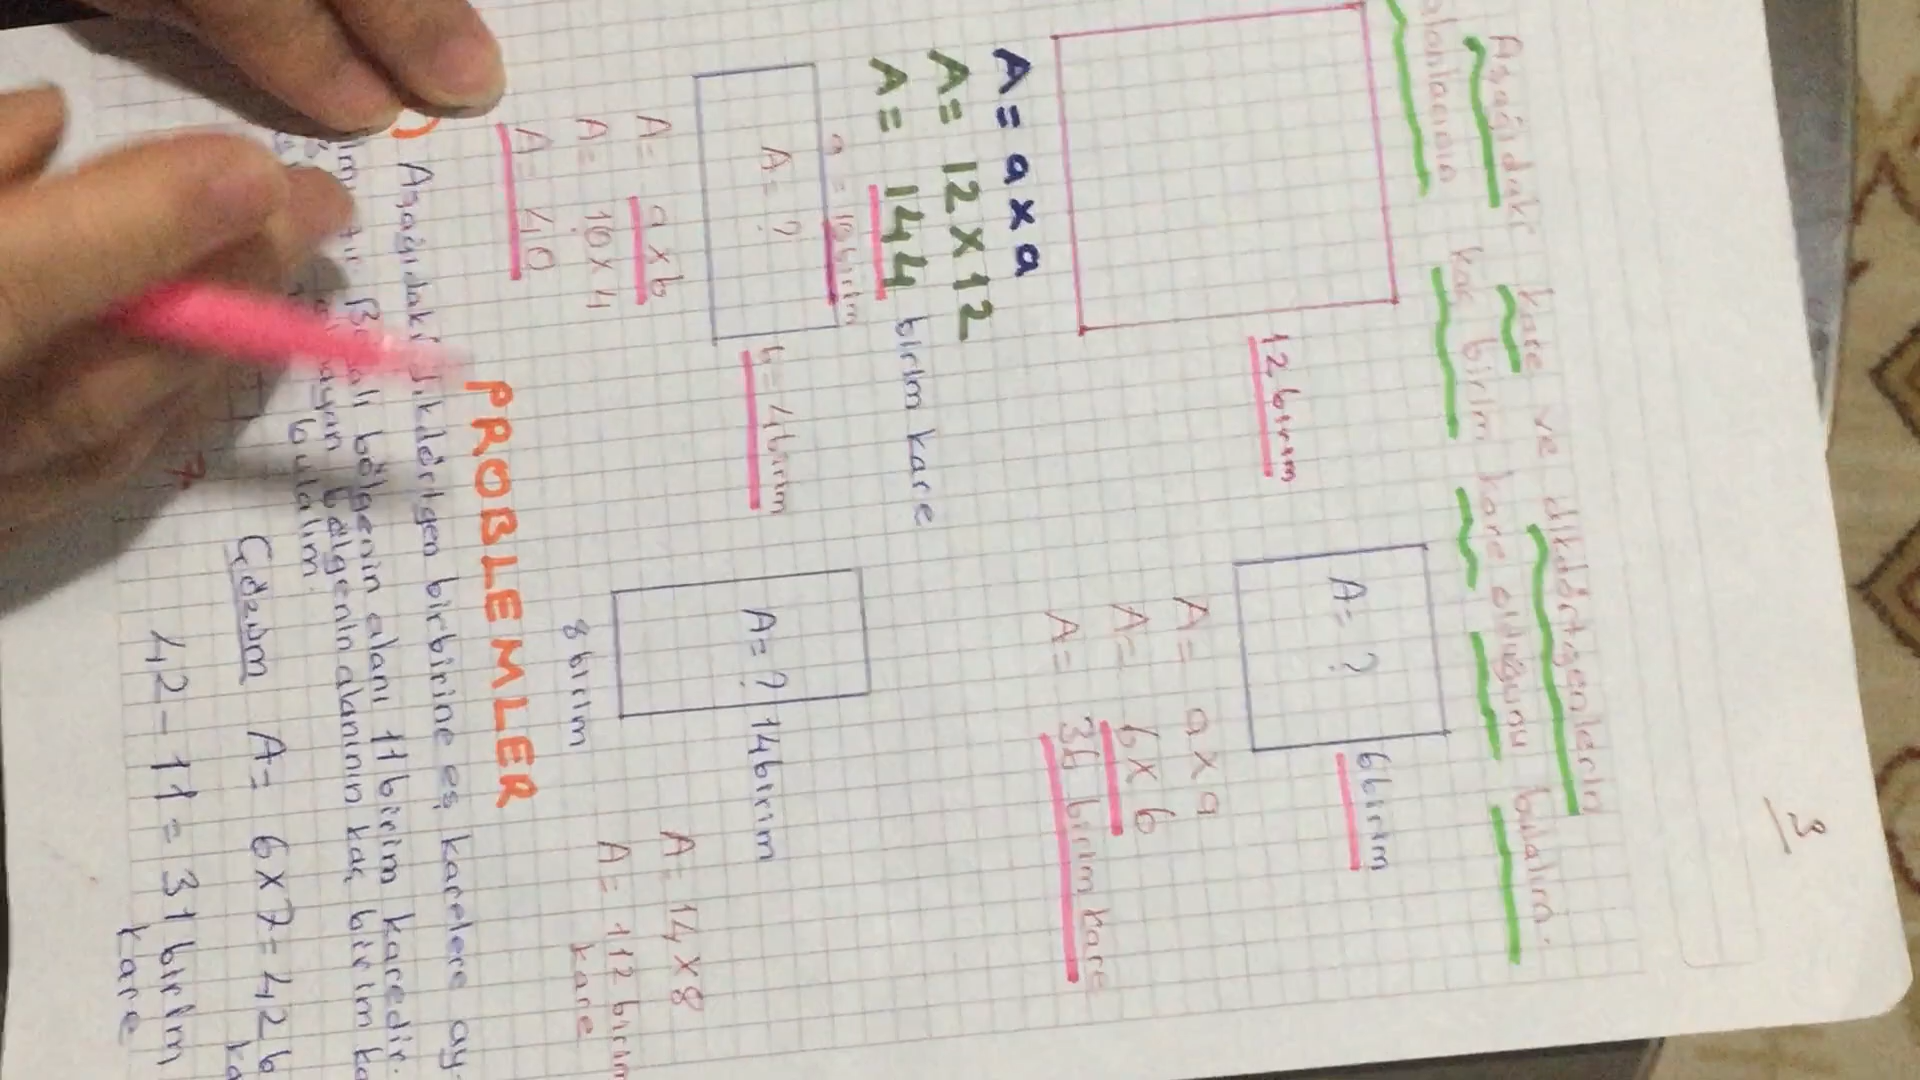 9
Aşağıdaki kare ve dikdörtgenlerin
alanlarının kaç birim kare olduğunu bulalım.
12 birim
A= a x a
A= 12 x 12
A= 144 birim kare
A= ?
6 birim
A= a x a
A= 6 x 6
A= 36 birim kare
a = 10 birim
A= ?
b = 4 birim
A= a x b
A= 10 x 4
A= 40
A= ?
14 birim
8 birim
A= 14 x 8
A= 112 birim
kare
PROBLEMLER
Aşağıdaki dikdörtgen birbirine eş karelere ay-
bölgenin alanı 11 birim karedir.
bölgenin alanının kaç birim
bulalım.
Çözüm A= 6 x 7 = 42 b
42 - 11 = 31 birim
kare
7